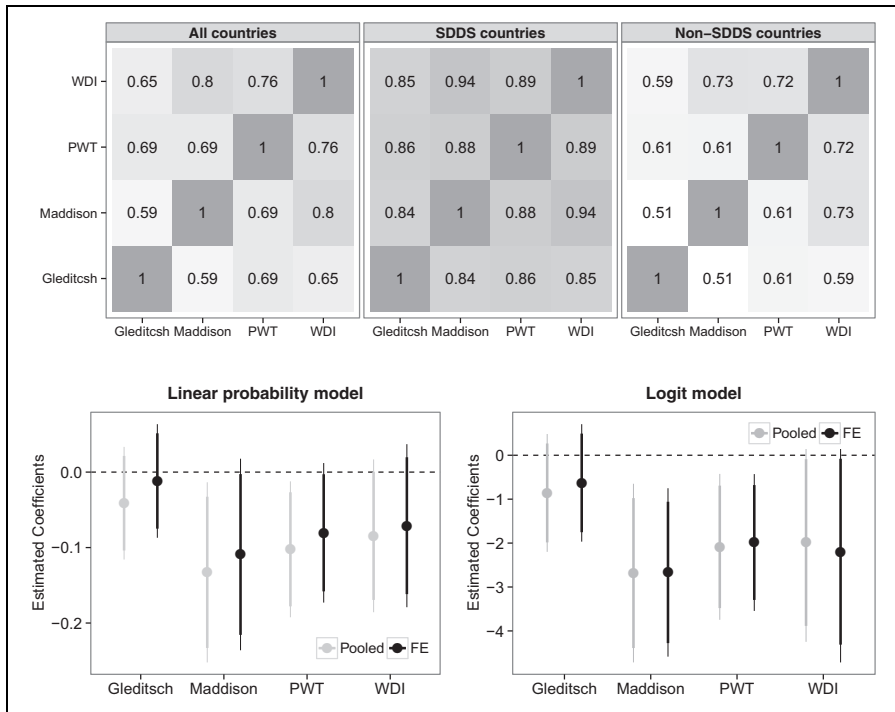 All countries
SDDS countries
Non−SDDS countries
WDI
0.65 0.8 0.76 1
0.85 0.94 0.89 1
0.59 0.73 0.72 1
PWT
0.69 0.69 1 0.76
0.86 0.88 1 0.89
0.61 0.61 1 0.72
Maddison
0.59 1 0.69 0.8
0.84 1 0.88 0.94
0.51 1 0.61 0.73
Gleditcsh
1 0.59 0.69 0.65
1 0.84 0.86 0.85
1 0.51 0.61 0.59
Gleditcsh Maddison PWT WDI
Gleditcsh Maddison PWT WDI
Gleditcsh Maddison PWT WDI
Linear probability model
Estimated Coefficients
0.0
−0.1
−0.2
Pooled FE
Gleditsch Maddison PWT WDI
Logit model
Estimated Coefficients
Pooled FE
0
−1
−2
−3
−4
Gleditsch Maddison PWT WDI